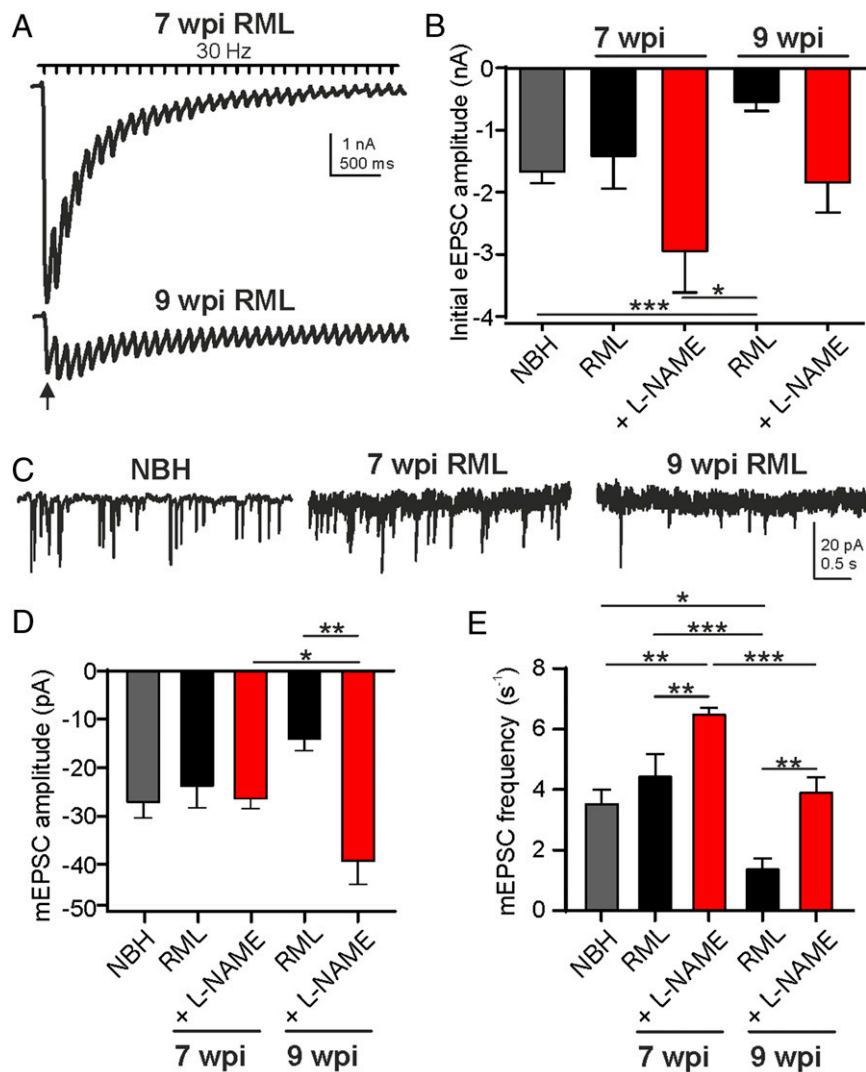 A
7 wpi RML
30 Hz
1 nA
500 ms
9 wpi RML
B
7 wpi
9 wpi
Initial eEPSC amplitude (nA)
0
-1
-2
-3
-4
***
*
NBH
RML
+ L-NAME
RML
+ L-NAME
C
NBH
7 wpi RML
9 wpi RML
20 pA
0.5 s
D
mEPSC amplitude (pA)
0
-10
-20
-30
-40
-50
**
*
NBH
RML
+ L-NAME
RML
+ L-NAME
7 wpi
9 wpi
E
mEPSC frequency (s⁻¹)
8
6
4
2
0
*
***
**
***
**
**
NBH
RML
+ L-NAME
RML
+ L-NAME
7 wpi
9 wpi